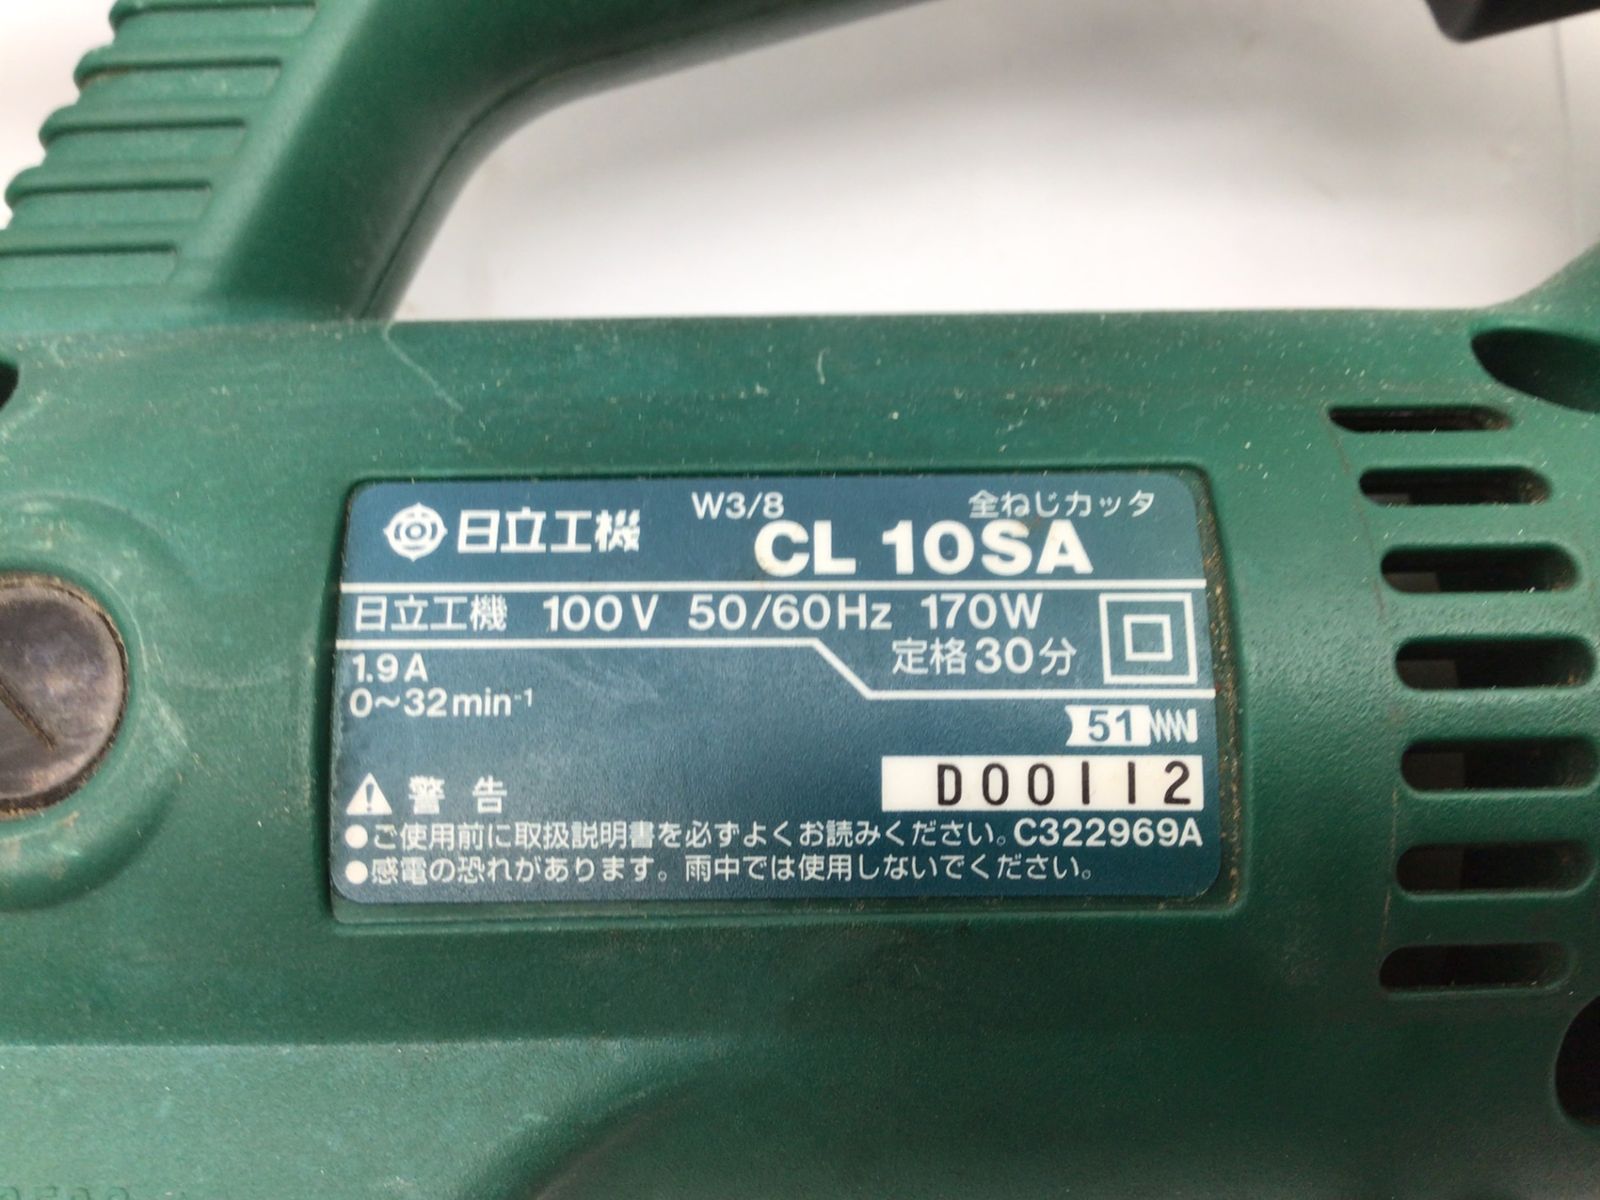 W3/8 全ねじカッタ
日立工機 CL 10SA
日立工機 100V 50/60Hz 170W
定格30分
1.9A
0~32min⁻¹
51
D00112
警告
●ご使用前に取扱説明書を必ずよくお読みください。C322969A
●感電の恐れがあります。雨中では使用しないでください。